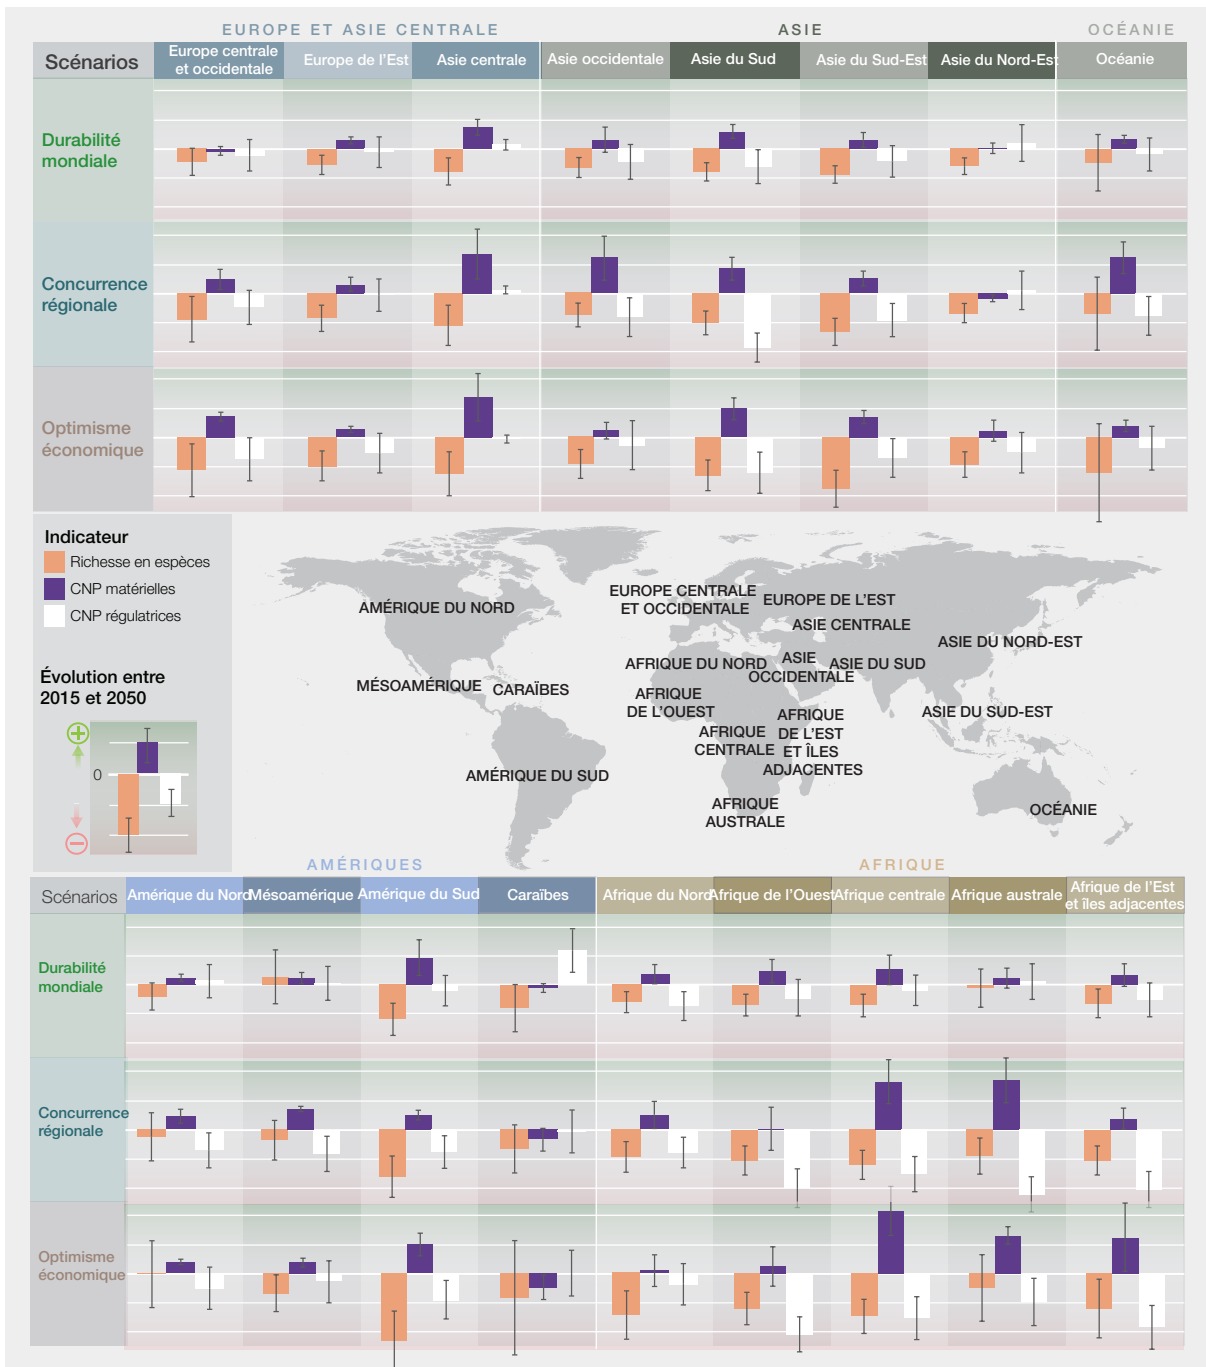 EUROPE ET ASIE CENTRALE
ASIE
OCÉANIE
Scénarios
Europe centrale
et occidentale
Europe de l'Est
Asie centrale
Asie occidentale
Asie du Sud
Asie du Sud-Est
Asie du Nord-Est
Océanie
Durabilité
mondiale
Concurrence
régionale
Optimisme
économique
Indicateur
Richesse en espèces
CNP matérielles
CNP régulatrices
Évolution entre
2015 et 2050
+
0
−
AMÉRIQUE DU NORD
EUROPE CENTRALE
ET OCCIDENTALE
EUROPE DE L'EST
ASIE CENTRALE
ASIE DU NORD-EST
AFRIQUE DU NORD
ASIE
OCCIDENTALE
ASIE DU SUD
MÉSOAMÉRIQUE
CARAÏBES
AFRIQUE
DE L'OUEST
ASIE DU SUD-EST
AFRIQUE
CENTRALE
AFRIQUE
DE L'EST
ET ÎLES
ADJACENTES
AMÉRIQUE DU SUD
AFRIQUE
AUSTRALE
OCÉANIE
AMÉRIQUES
AFRIQUE
Scénarios
Amérique du Nord
Mésoamérique
Amérique du Sud
Caraïbes
Afrique du Nord
Afrique de l'Ouest
Afrique centrale
Afrique australe
Afrique de l'Est
et îles adjacentes
Durabilité
mondiale
Concurrence
régionale
Optimisme
économique